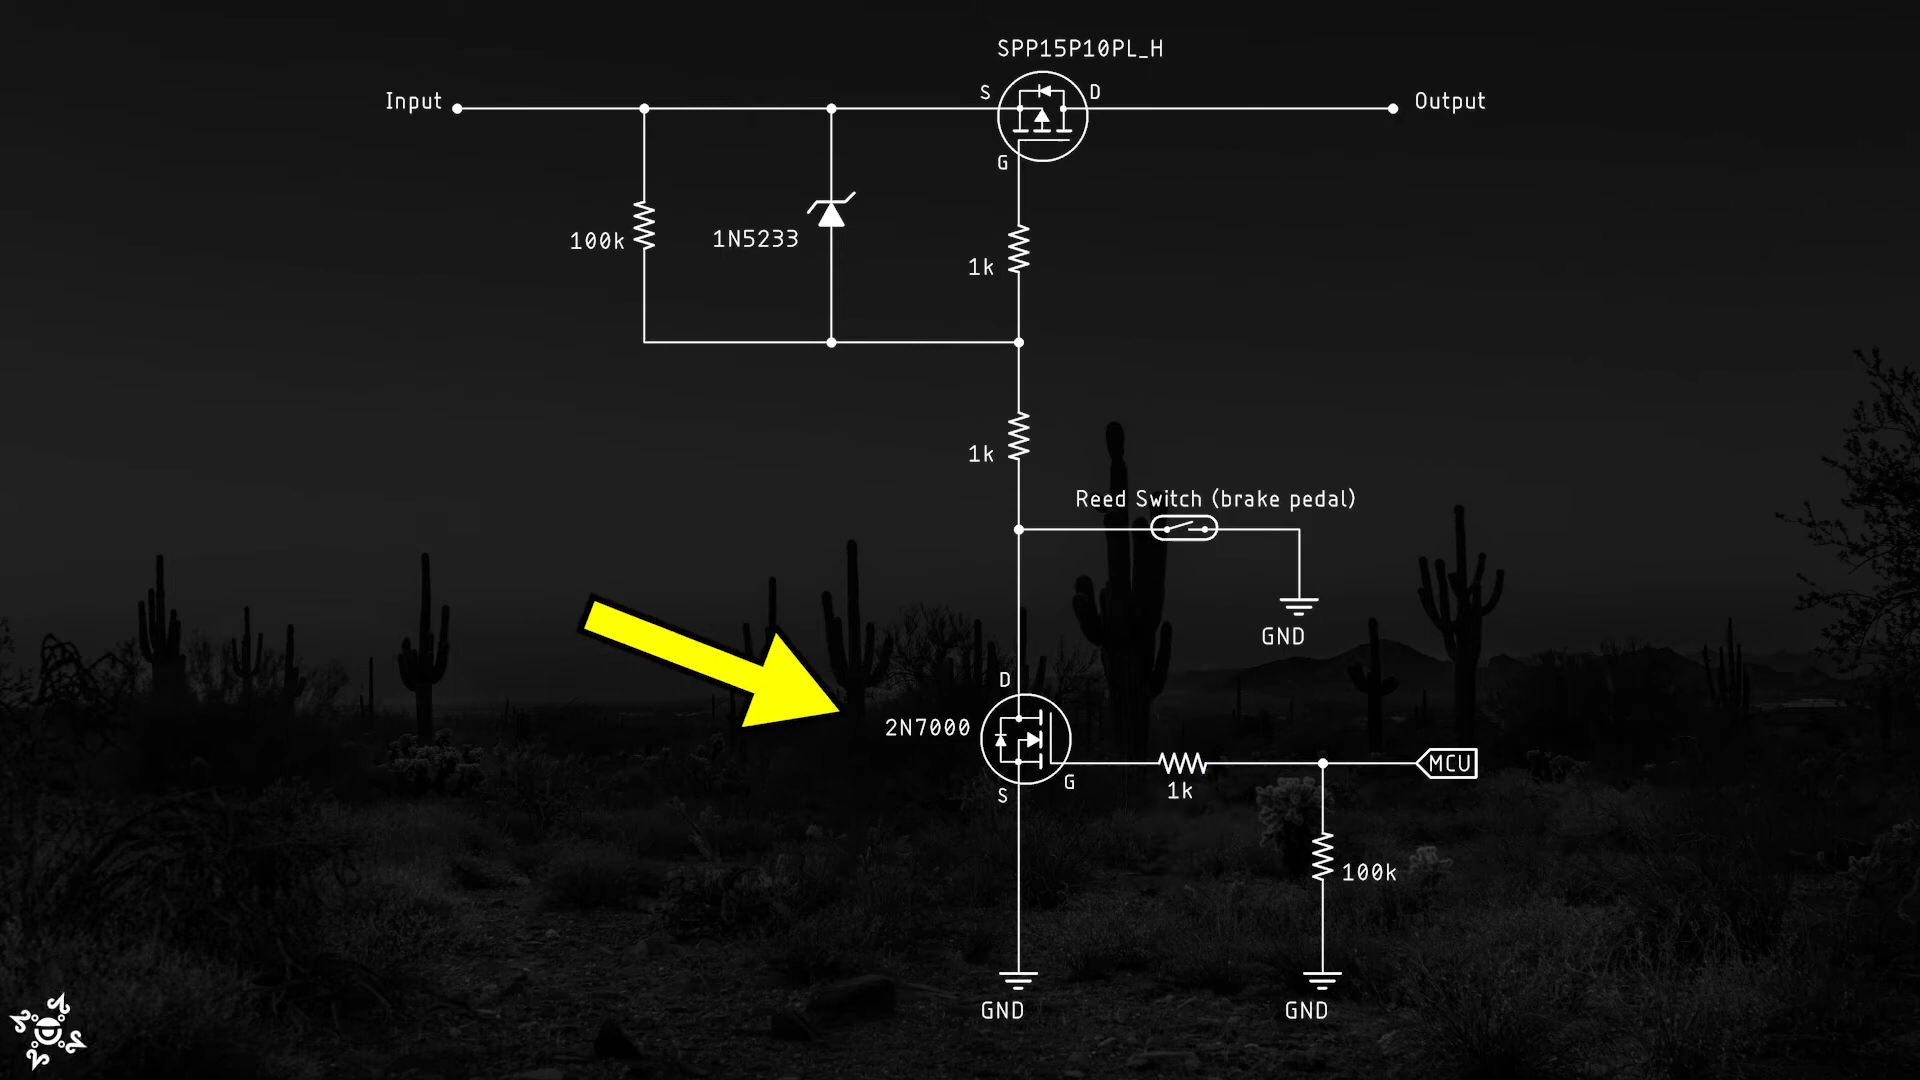 SPP15P10PL_H
Input
S
D
Output
G
100k
1N5233
1k
1k
Reed Switch (brake pedal)
GND
D
2N7000
S
G
1k
MCU
100k
GND
GND